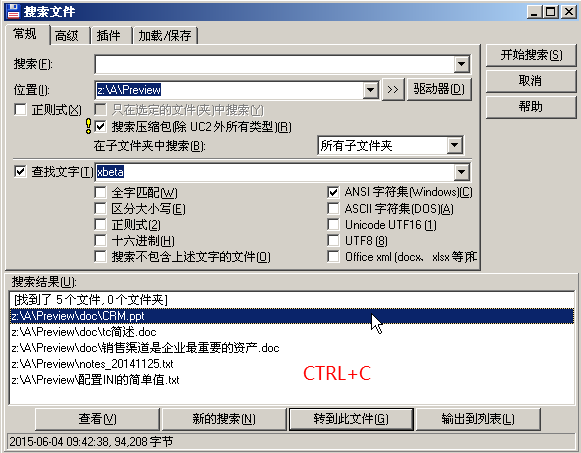 搜索文件
常规 高级 插件 加载/保存
搜索(F): 开始搜索(S)
位置(I): z:\A\Preview >> 驱动器(D) 取消
正则式(X) 只在选定的文件(夹)中搜索(Y) 帮助
搜索压缩包(除 UC2 外所有类型)(R)
在子文件夹中搜索(B): 所有子文件夹
查找文字(T) xbeta
全字匹配(W) ANSI 字符集(Windows)(C)
区分大小写(E) ASCII 字符集(DOS)(A)
正则式(2) Unicode UTF16 (1)
十六进制(H) UTF8 (8)
搜索不包含上述文字的文件(O) Office xml (docx、xlsx 等)
搜索结果(U):
[找到了 5个文件, 0个文件夹]
z:\A\Preview\doc\CRM.ppt
z:\A\Preview\doc\tc简述.doc
z:\A\Preview\doc\销售渠道是企业最重要的资产.doc
z:\A\Preview\notes_20141125.txt
z:\A\Preview\配置INI的简单值.txt
CTRL+C
查看(V) 新的搜索(N) 转到此文件(G) 输出到列表(L)
2015-06-04 09:42:38, 94,208 字节